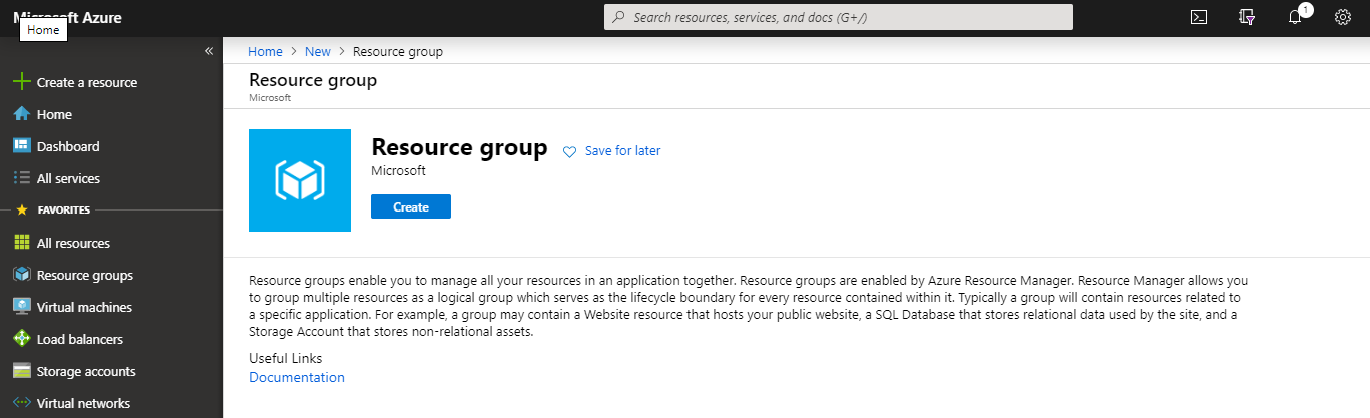 Microsoft Azure
Search resources, services, and docs (G+/)
1
Home
«
Home > New > Resource group
Create a resource
Home
Dashboard
All services
FAVORITES
All resources
Resource groups
Virtual machines
Load balancers
Storage accounts
Virtual networks
Resource group
Microsoft
Resource group
Save for later
Microsoft
Create
Resource groups enable you to manage all your resources in an application together. Resource groups are enabled by Azure Resource Manager. Resource Manager allows you
to group multiple resources as a logical group which serves as the lifecycle boundary for every resource contained within it. Typically a group will contain resources related to
a specific application. For example, a group may contain a Website resource that hosts your public website, a SQL Database that stores relational data used by the site, and a
Storage Account that stores non-relational assets.
Useful Links
Documentation